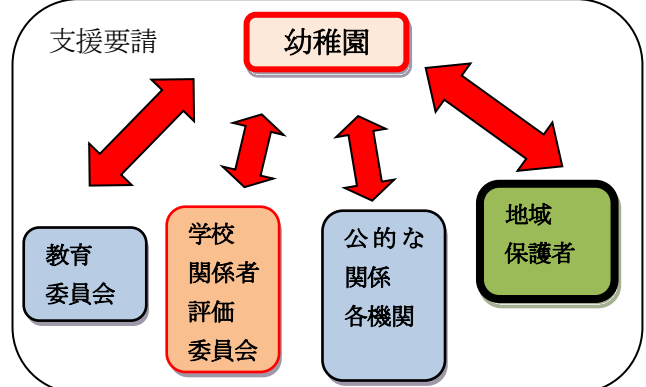 支援要請
幼稚園
教育
委員会
学校
関係者
評価
委員会
公的な
関係
各機関
地域
保護者